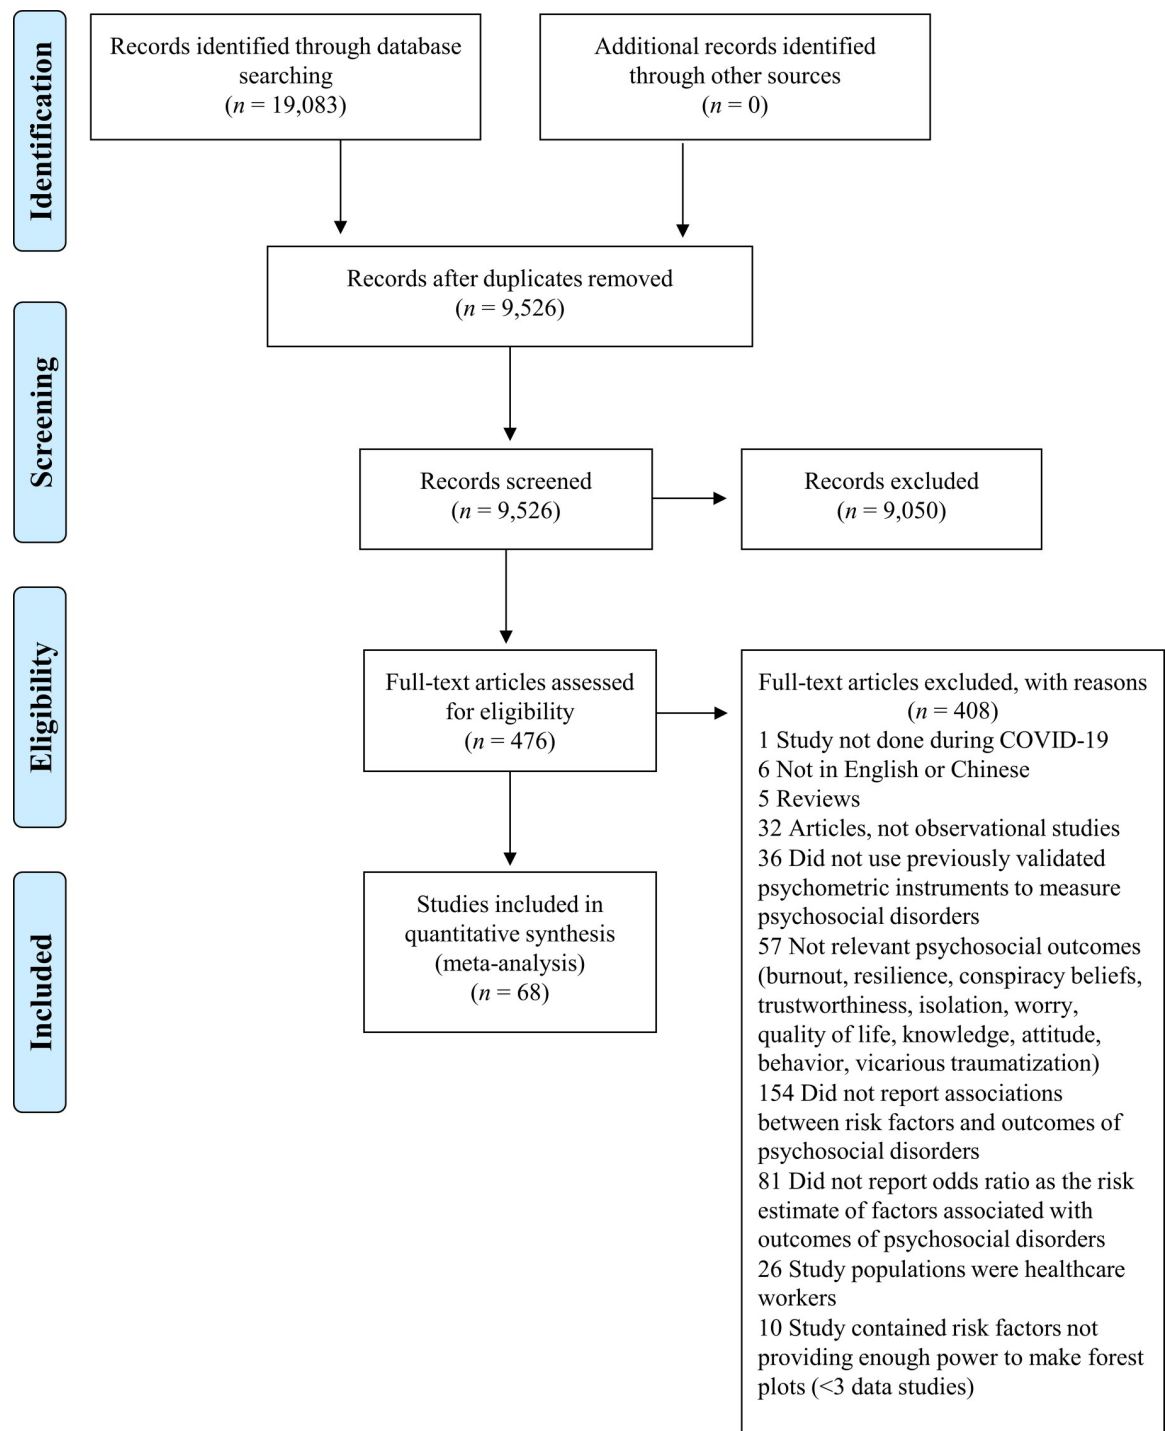 Identification
Records identified through database
searching
(n = 19,083)
Additional records identified
through other sources
(n = 0)
Records after duplicates removed
(n = 9,526)
Screening
Records screened
(n = 9,526)
Records excluded
(n = 9,050)
Eligibility
Full-text articles assessed
for eligibility
(n = 476)
Full-text articles excluded, with reasons
(n = 408)
1 Study not done during COVID-19
6 Not in English or Chinese
5 Reviews
32 Articles, not observational studies
36 Did not use previously validated
psychometric instruments to measure
psychosocial disorders
57 Not relevant psychosocial outcomes
(burnout, resilience, conspiracy beliefs,
trustworthiness, isolation, worry,
quality of life, knowledge, attitude,
behavior, vicarious traumatization)
154 Did not report associations
between risk factors and outcomes of
psychosocial disorders
81 Did not report odds ratio as the risk
estimate of factors associated with
outcomes of psychosocial disorders
26 Study populations were healthcare
workers
10 Study contained risk factors not
providing enough power to make forest
plots (<3 data studies)
Included
Studies included in
quantitative synthesis
(meta-analysis)
(n = 68)